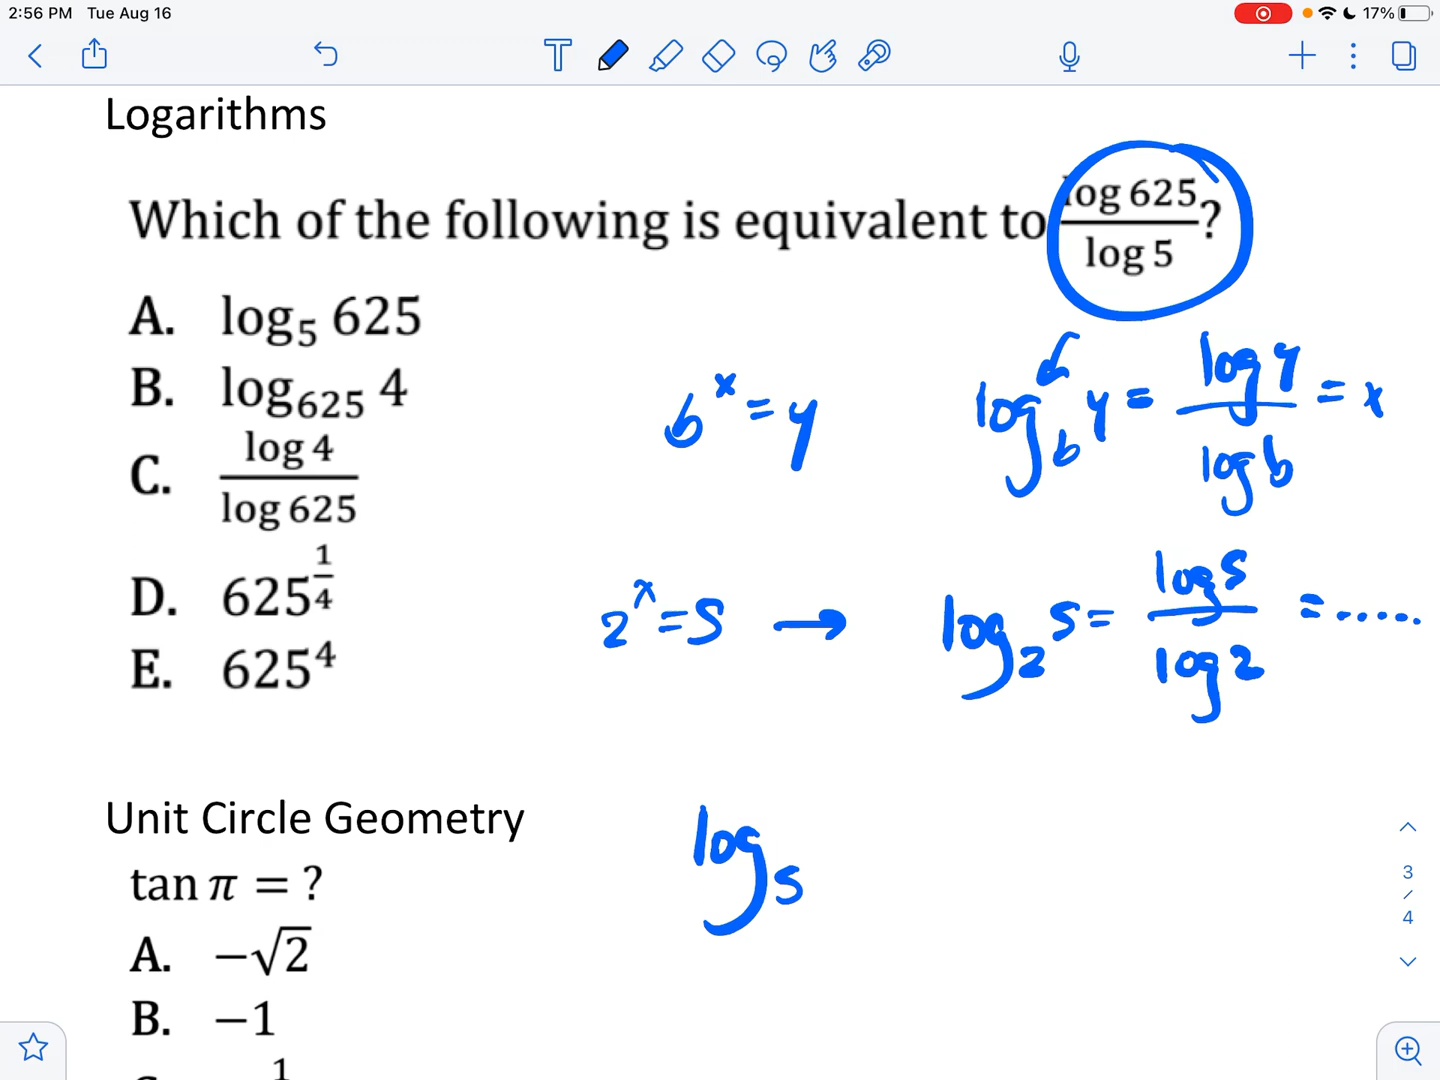 2:56 PM Tue Aug 16 17%
Logarithms
Which of the following is equivalent to log 625 / log 5 ?
A. log₅ 625
B. log₆₂₅ 4
C. log 4 / log 625
D. 625^(1/4)
E. 625⁴
b^x = y
log_b y = log y / log b = x
2^x = 5 → log₂ 5 = log 5 / log 2 = .....
Unit Circle Geometry
log₅
tan π = ?
A. −√2
B. −1
1
3 / 4